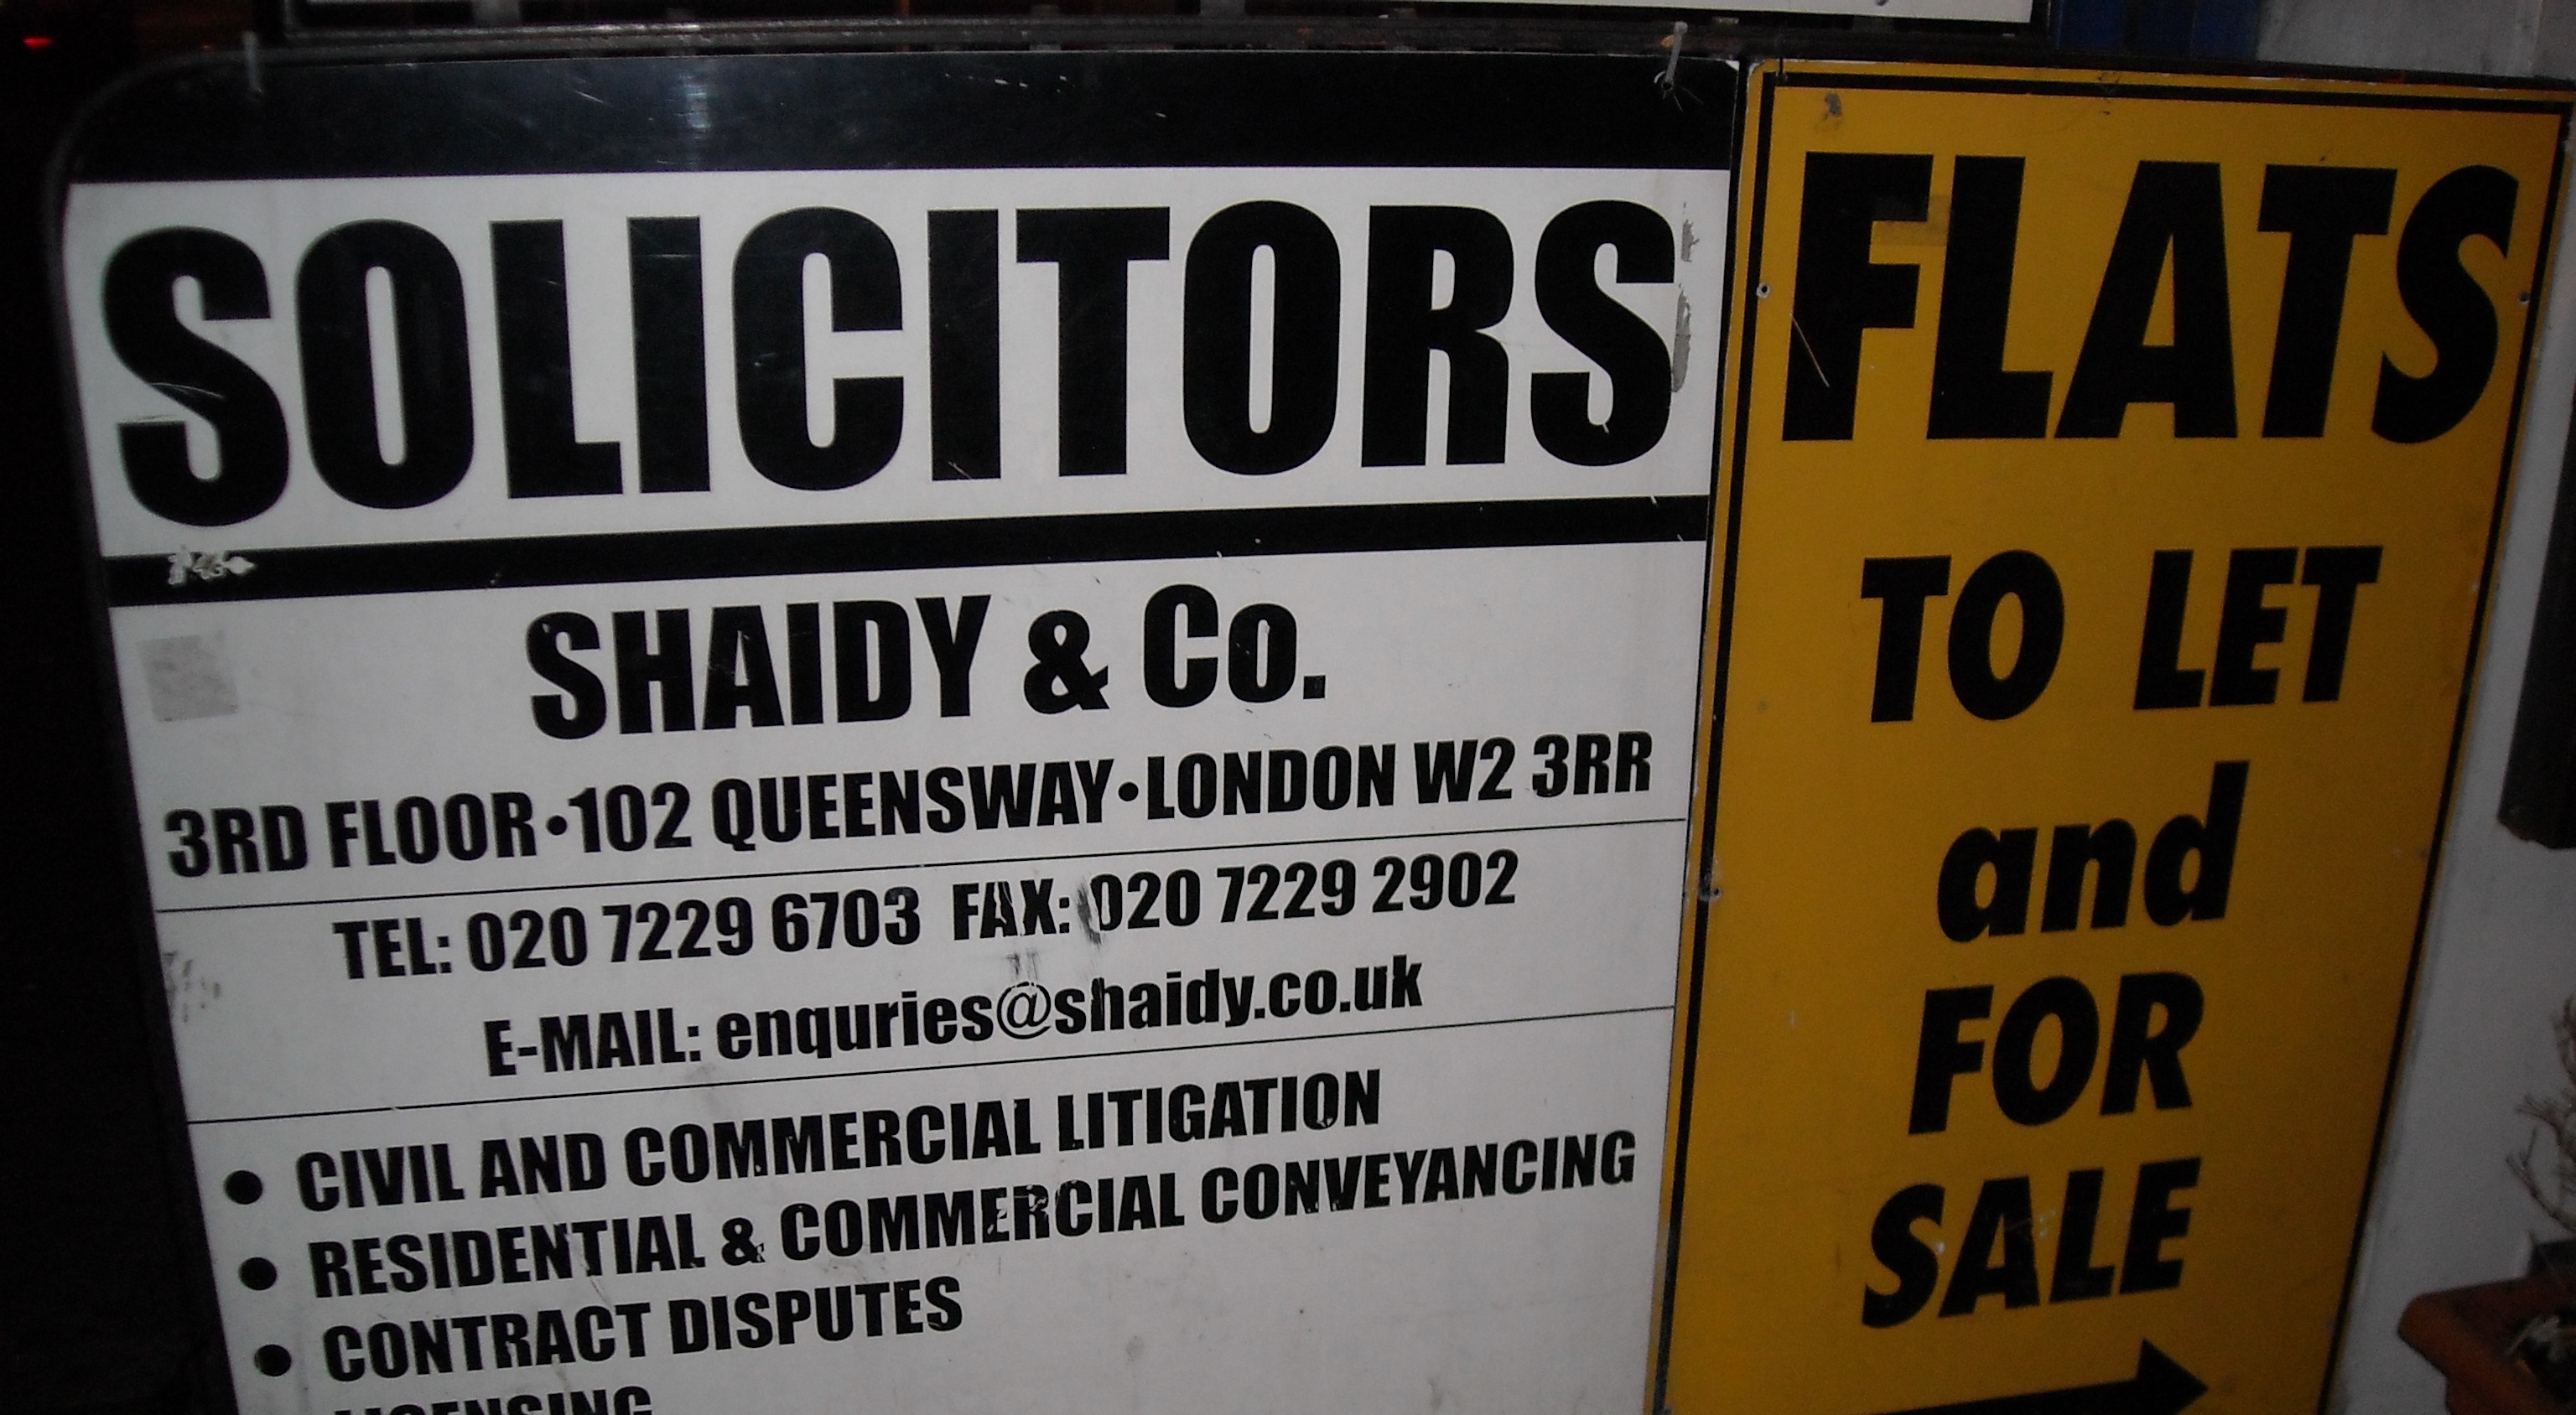 SOLICITORS
SHAIDY & Co.
3RD FLOOR•102 QUEENSWAY•LONDON W2 3RR
TEL: 020 7229 6703 FAX: 020 7229 2902
E-MAIL: enquries@shaidy.co.uk
• CIVIL AND COMMERCIAL LITIGATION
• RESIDENTIAL & COMMERCIAL CONVEYANCING
• CONTRACT DISPUTES
LICENSING
FLATS
TO LET
and
FOR
SALE